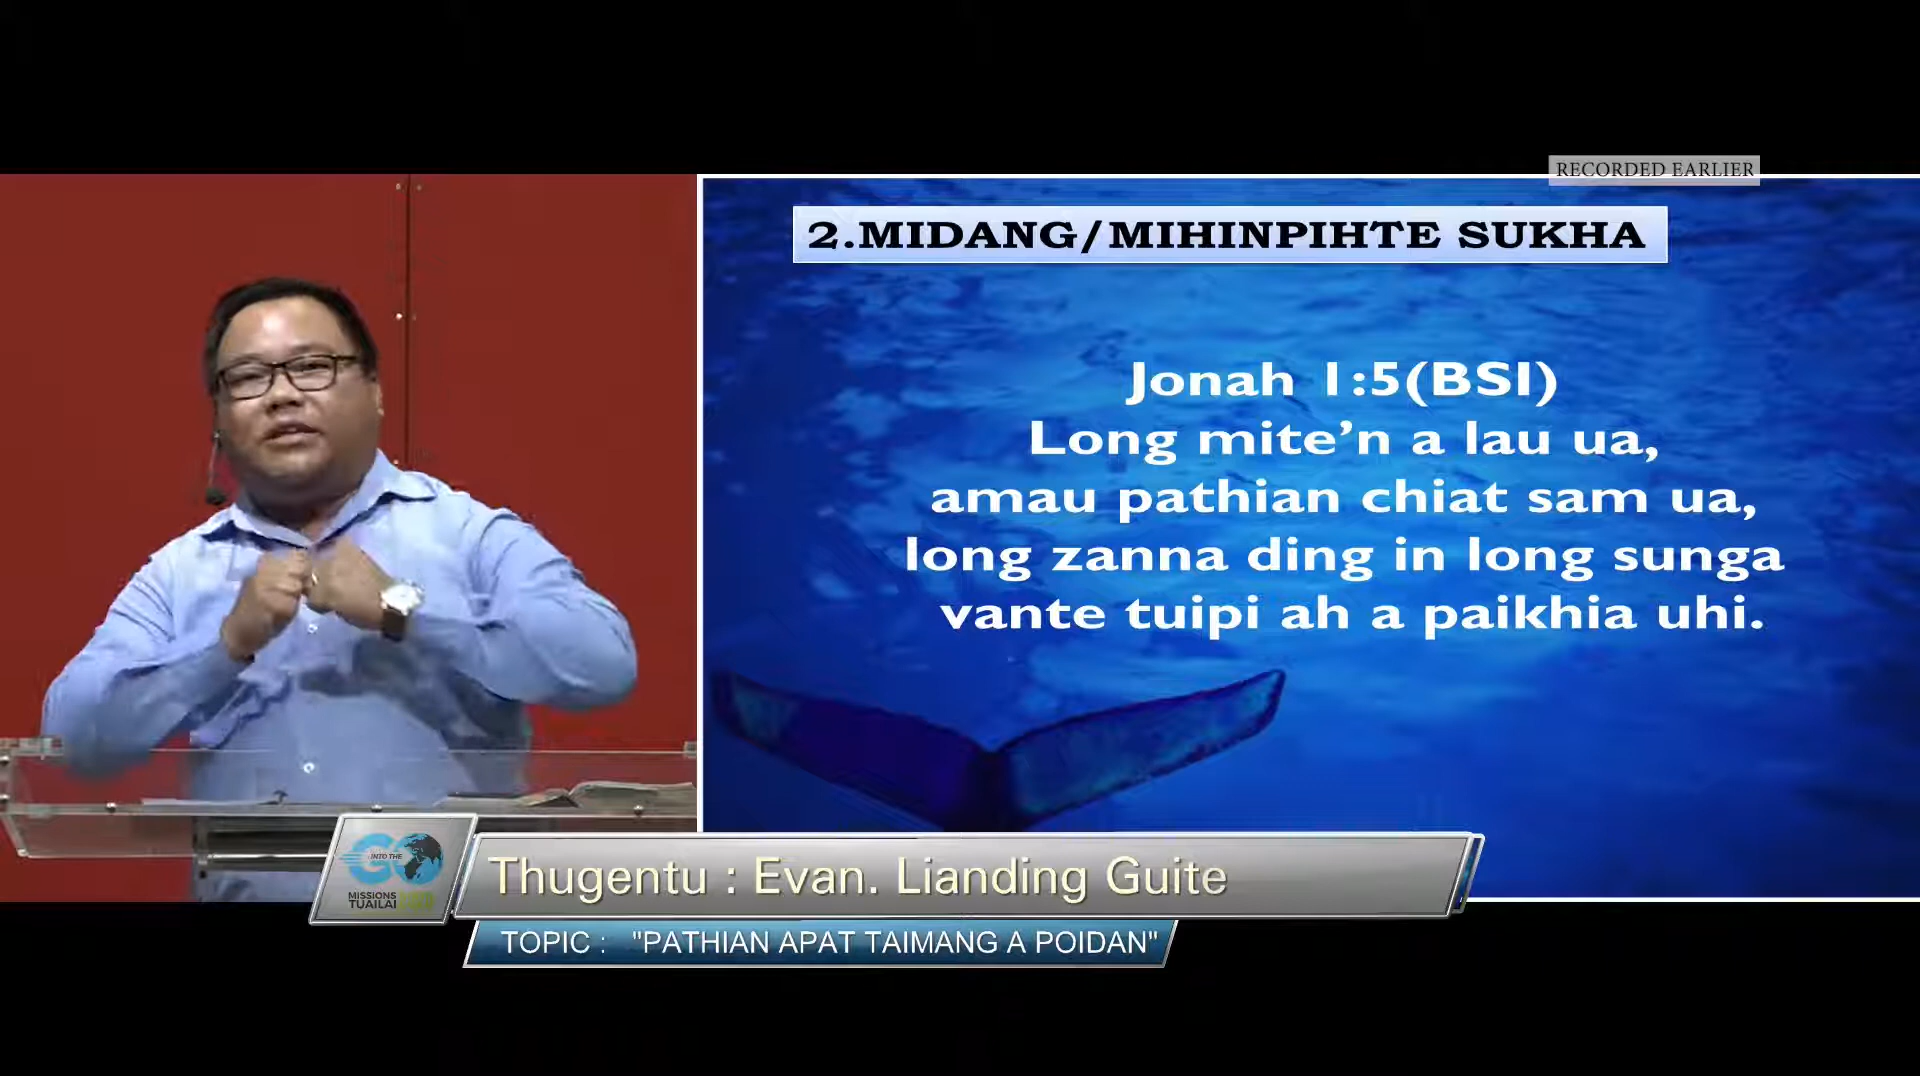 RECORDED EARLIER
2.MIDANG/MIHINPIHTE SUKHA
Jonah 1:5(BSI)
Long mite’n a lau ua,
amau pathian chiat sam ua,
long zanna ding in long sunga
vante tuipi ah a paikhia uhi.
GO
INTO THE
MISSIONS
TUAILAI
Thugentu : Evan. Lianding Guite
TOPIC : "PATHIAN APAT TAIMANG A POIDAN"